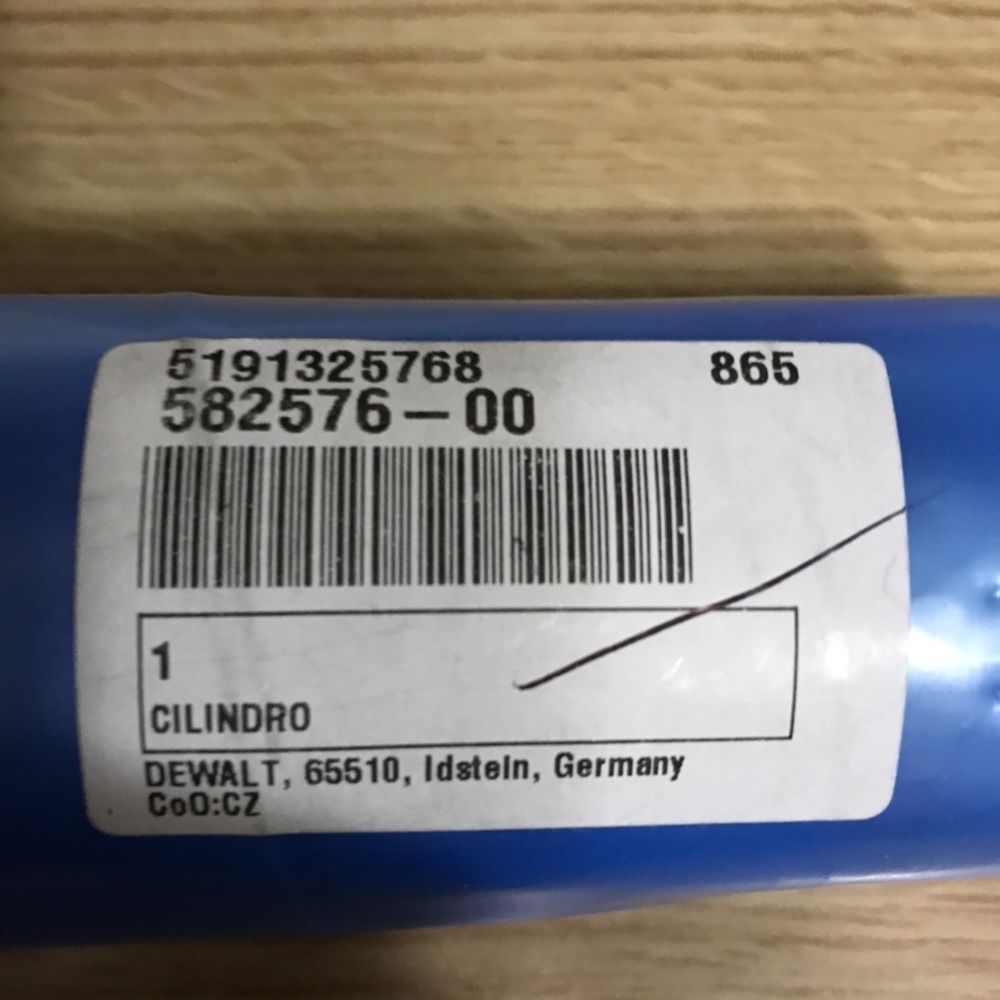 5191325768 865
582576-00
1
CILINDRO
DEWALT, 65510, Idstein, Germany
CoO:CZ